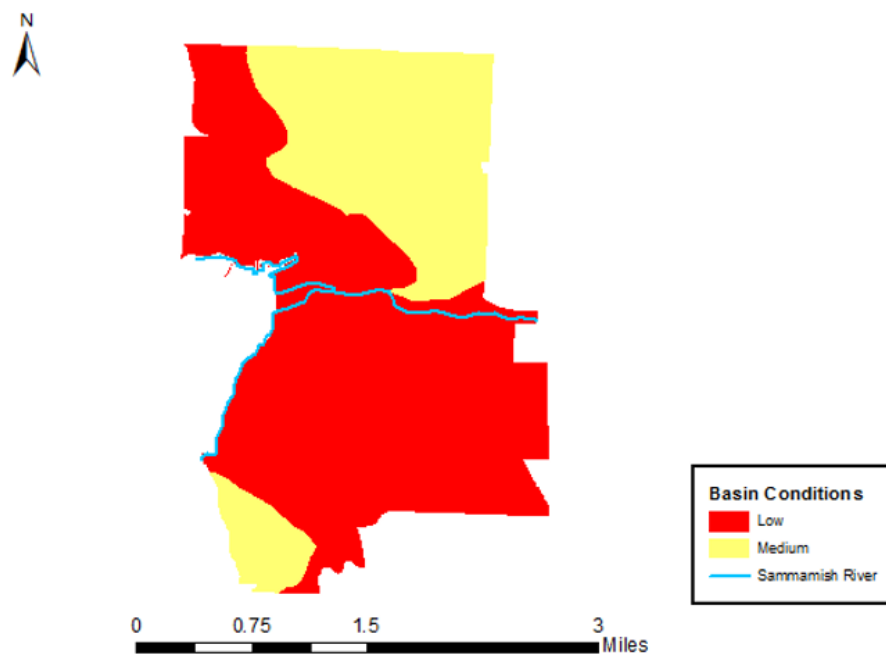 N
Basin Conditions
Low
Medium
Sammamish River
0 0.75 1.5 3
Miles